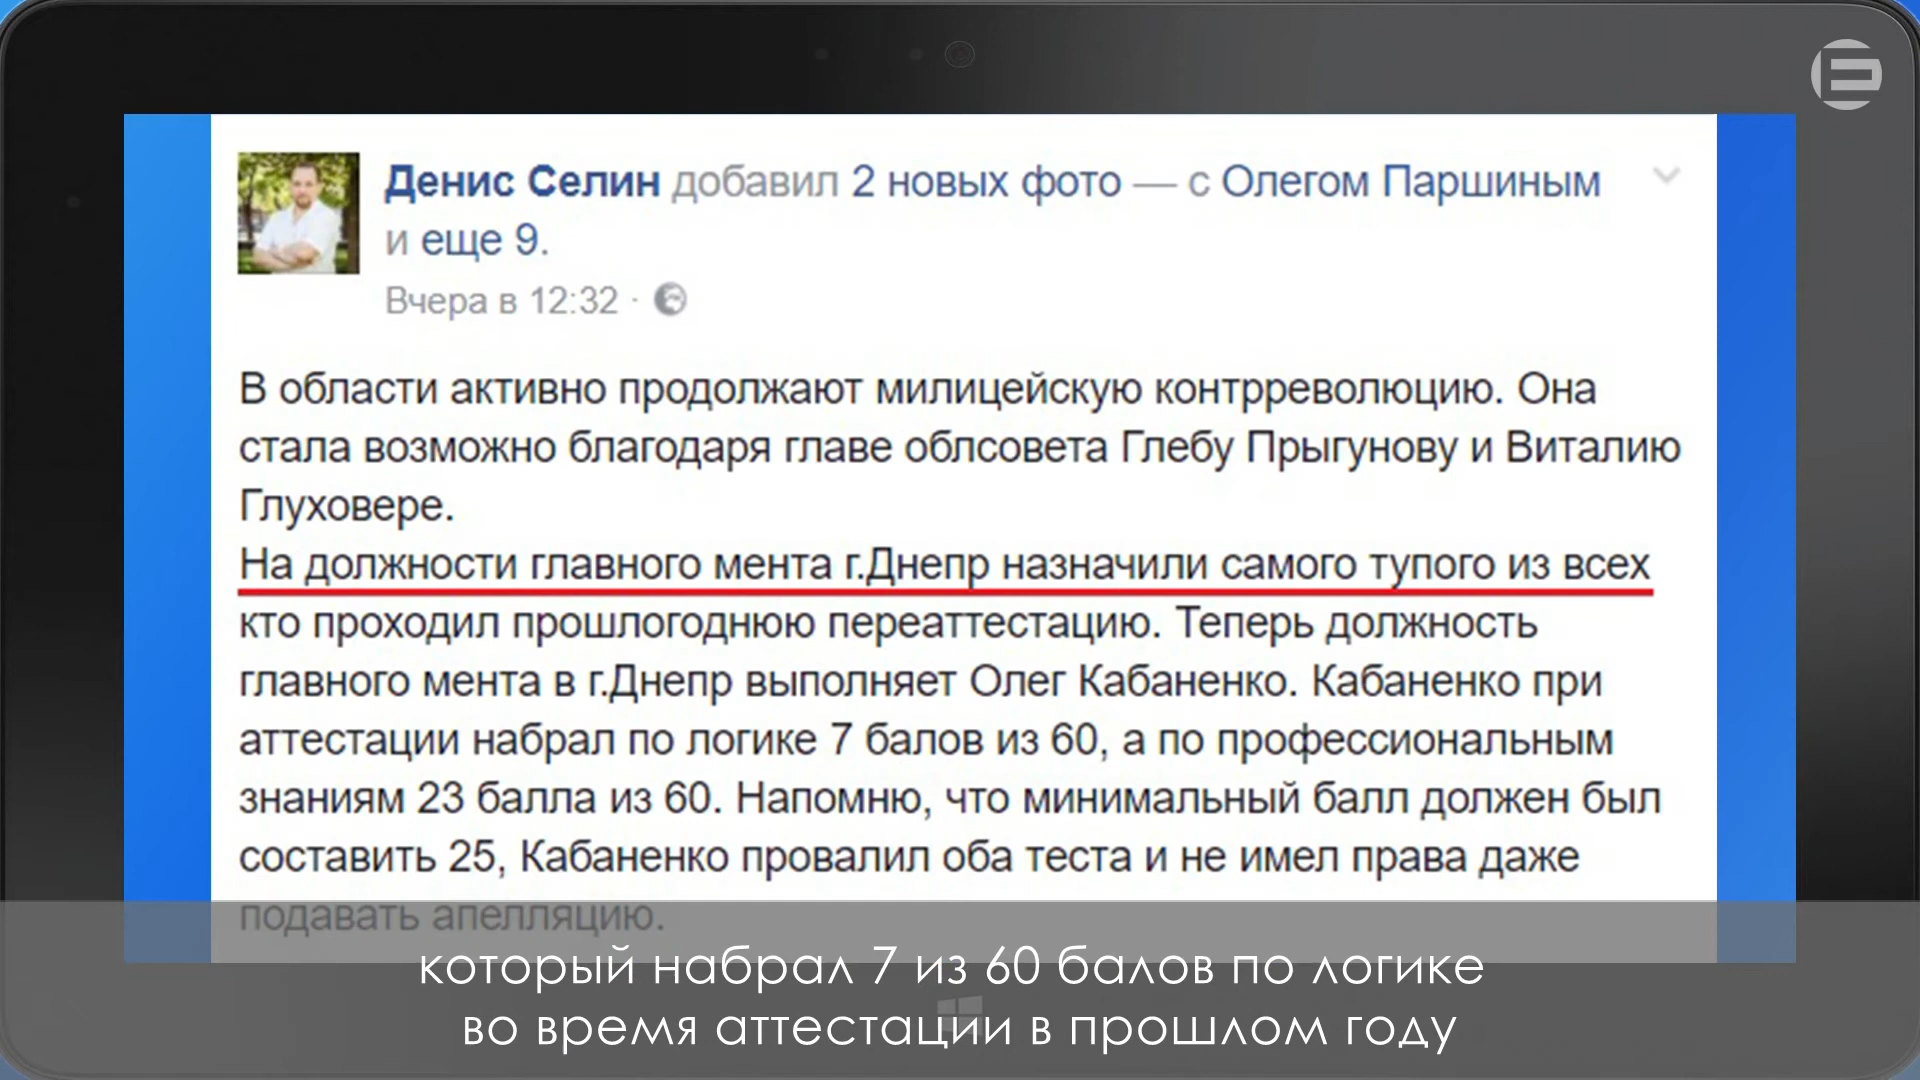 Денис Селин добавил 2 новых фото — с Олегом Паршиным
и еще 9.
Вчера в 12:32 ·
В области активно продолжают милицейскую контрреволюцию. Она
стала возможно благодаря главе облсовета Глебу Прыгунову и Виталию
Глуховере.
На должности главного мента г.Днепр назначили самого тупого из всех
кто проходил прошлогоднюю переаттестацию. Теперь должность
главного мента в г.Днепр выполняет Олег Кабаненко. Кабаненко при
аттестации набрал по логике 7 балов из 60, а по профессиональным
знаниям 23 балла из 60. Напомню, что минимальный балл должен был
составить 25, Кабаненко провалил оба теста и не имел права даже
подавать апелляцию.
который набрал 7 из 60 балов по логике
во время аттестации в прошлом году